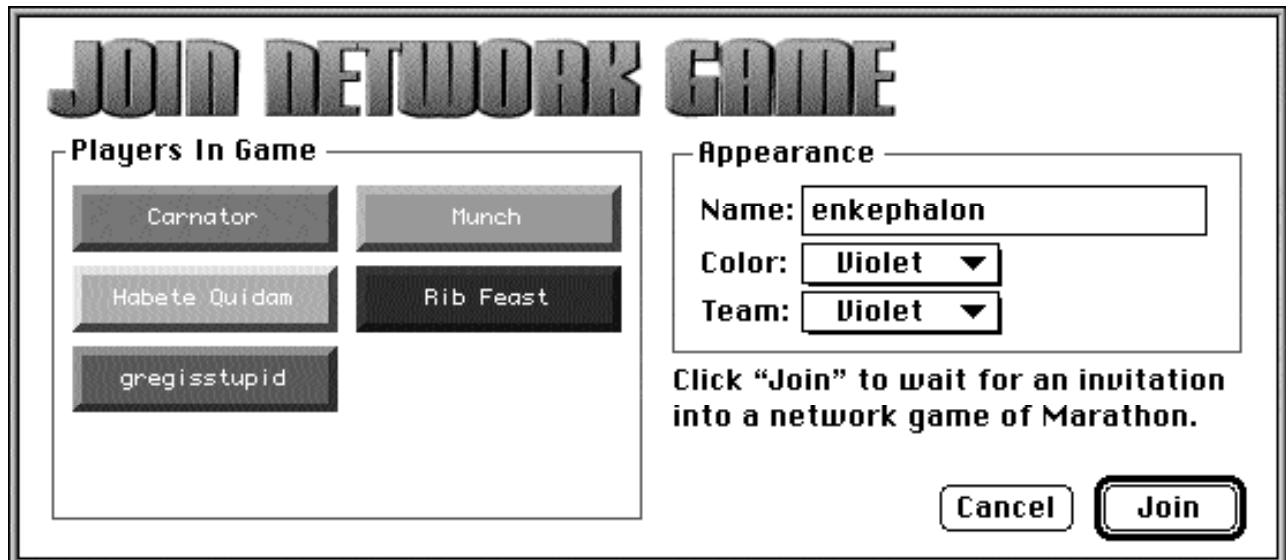 JOIN NETWORK GAME
Players In Game
Carnator
Munch
Habete Quidam
Rib Feast
gregisstupid
Appearance
Name: enkephalon
Color: Violet
Team: Violet
Click “Join” to wait for an invitation
into a network game of Marathon.
Cancel
Join